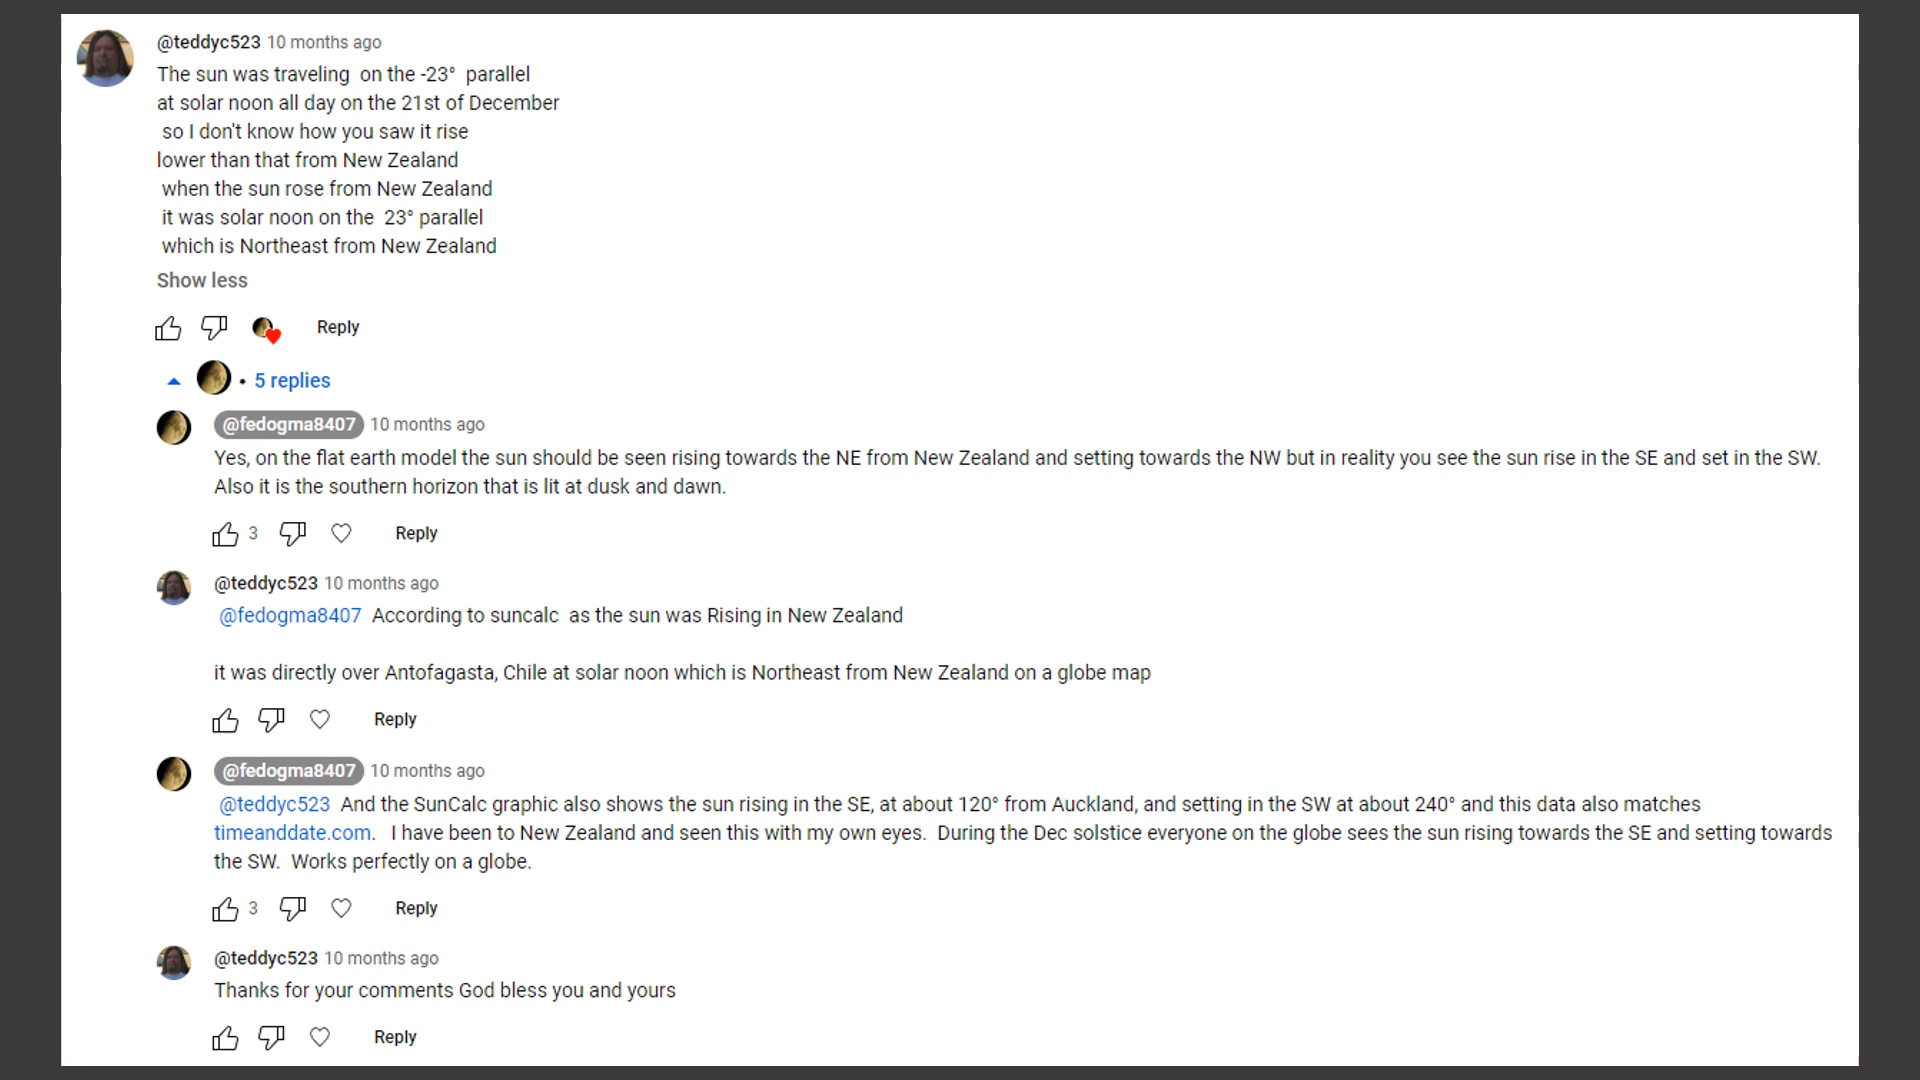 @teddyc523 10 months ago
The sun was traveling  on the -23°  parallel
at solar noon all day on the 21st of December
so I don't know how you saw it rise
lower than that from New Zealand
when the sun rose from New Zealand
it was solar noon on the  23° parallel
which is Northeast from New Zealand
Show less
Reply
• 5 replies
@fedogma8407 10 months ago
Yes, on the flat earth model the sun should be seen rising towards the NE from New Zealand and setting towards the NW but in reality you see the sun rise in the SE and set in the SW.
Also it is the southern horizon that is lit at dusk and dawn.
3 Reply
@teddyc523 10 months ago
@fedogma8407  According to suncalc  as the sun was Rising in New Zealand
it was directly over Antofagasta, Chile at solar noon which is Northeast from New Zealand on a globe map
Reply
@fedogma8407 10 months ago
@teddyc523  And the SunCalc graphic also shows the sun rising in the SE, at about 120° from Auckland, and setting in the SW at about 240° and this data also matches
timeanddate.com.   I have been to New Zealand and seen this with my own eyes.  During the Dec solstice everyone on the globe sees the sun rising towards the SE and setting towards
the SW.  Works perfectly on a globe.
3 Reply
@teddyc523 10 months ago
Thanks for your comments God bless you and yours
Reply